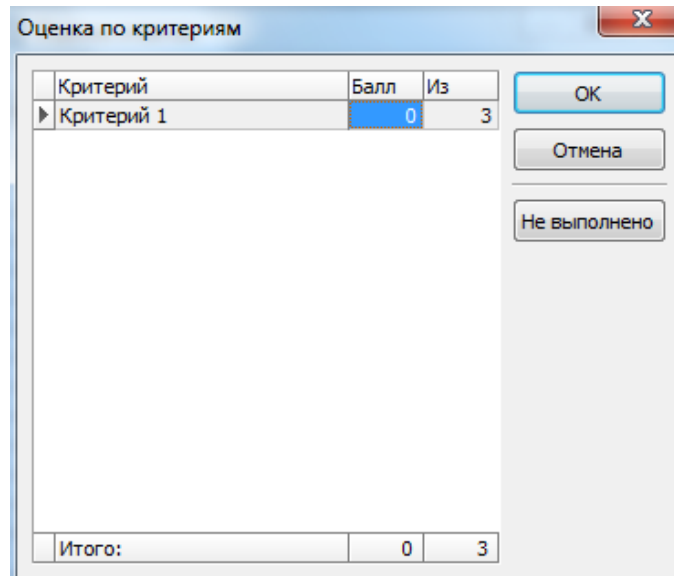 Оценка по критериям
Критерий Балл Из
Критерий 1 0 3
OK
Отмена
Не выполнено
Итого: 0 3